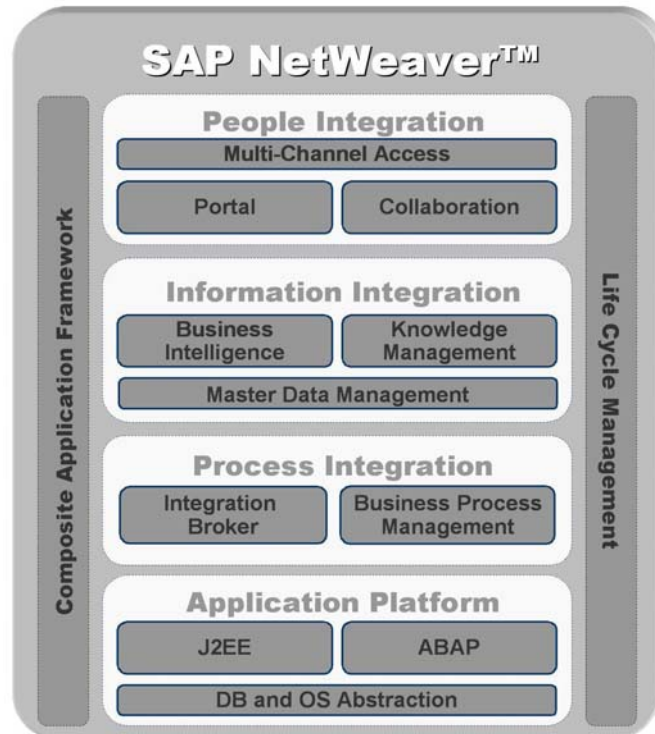 SAP NetWeaver™
Composite Application Framework
People Integration
Multi-Channel Access
Portal
Collaboration
Information Integration
Business
Intelligence
Knowledge
Management
Master Data Management
Process Integration
Integration
Broker
Business Process
Management
Application Platform
J2EE
ABAP
DB and OS Abstraction
Life Cycle Management